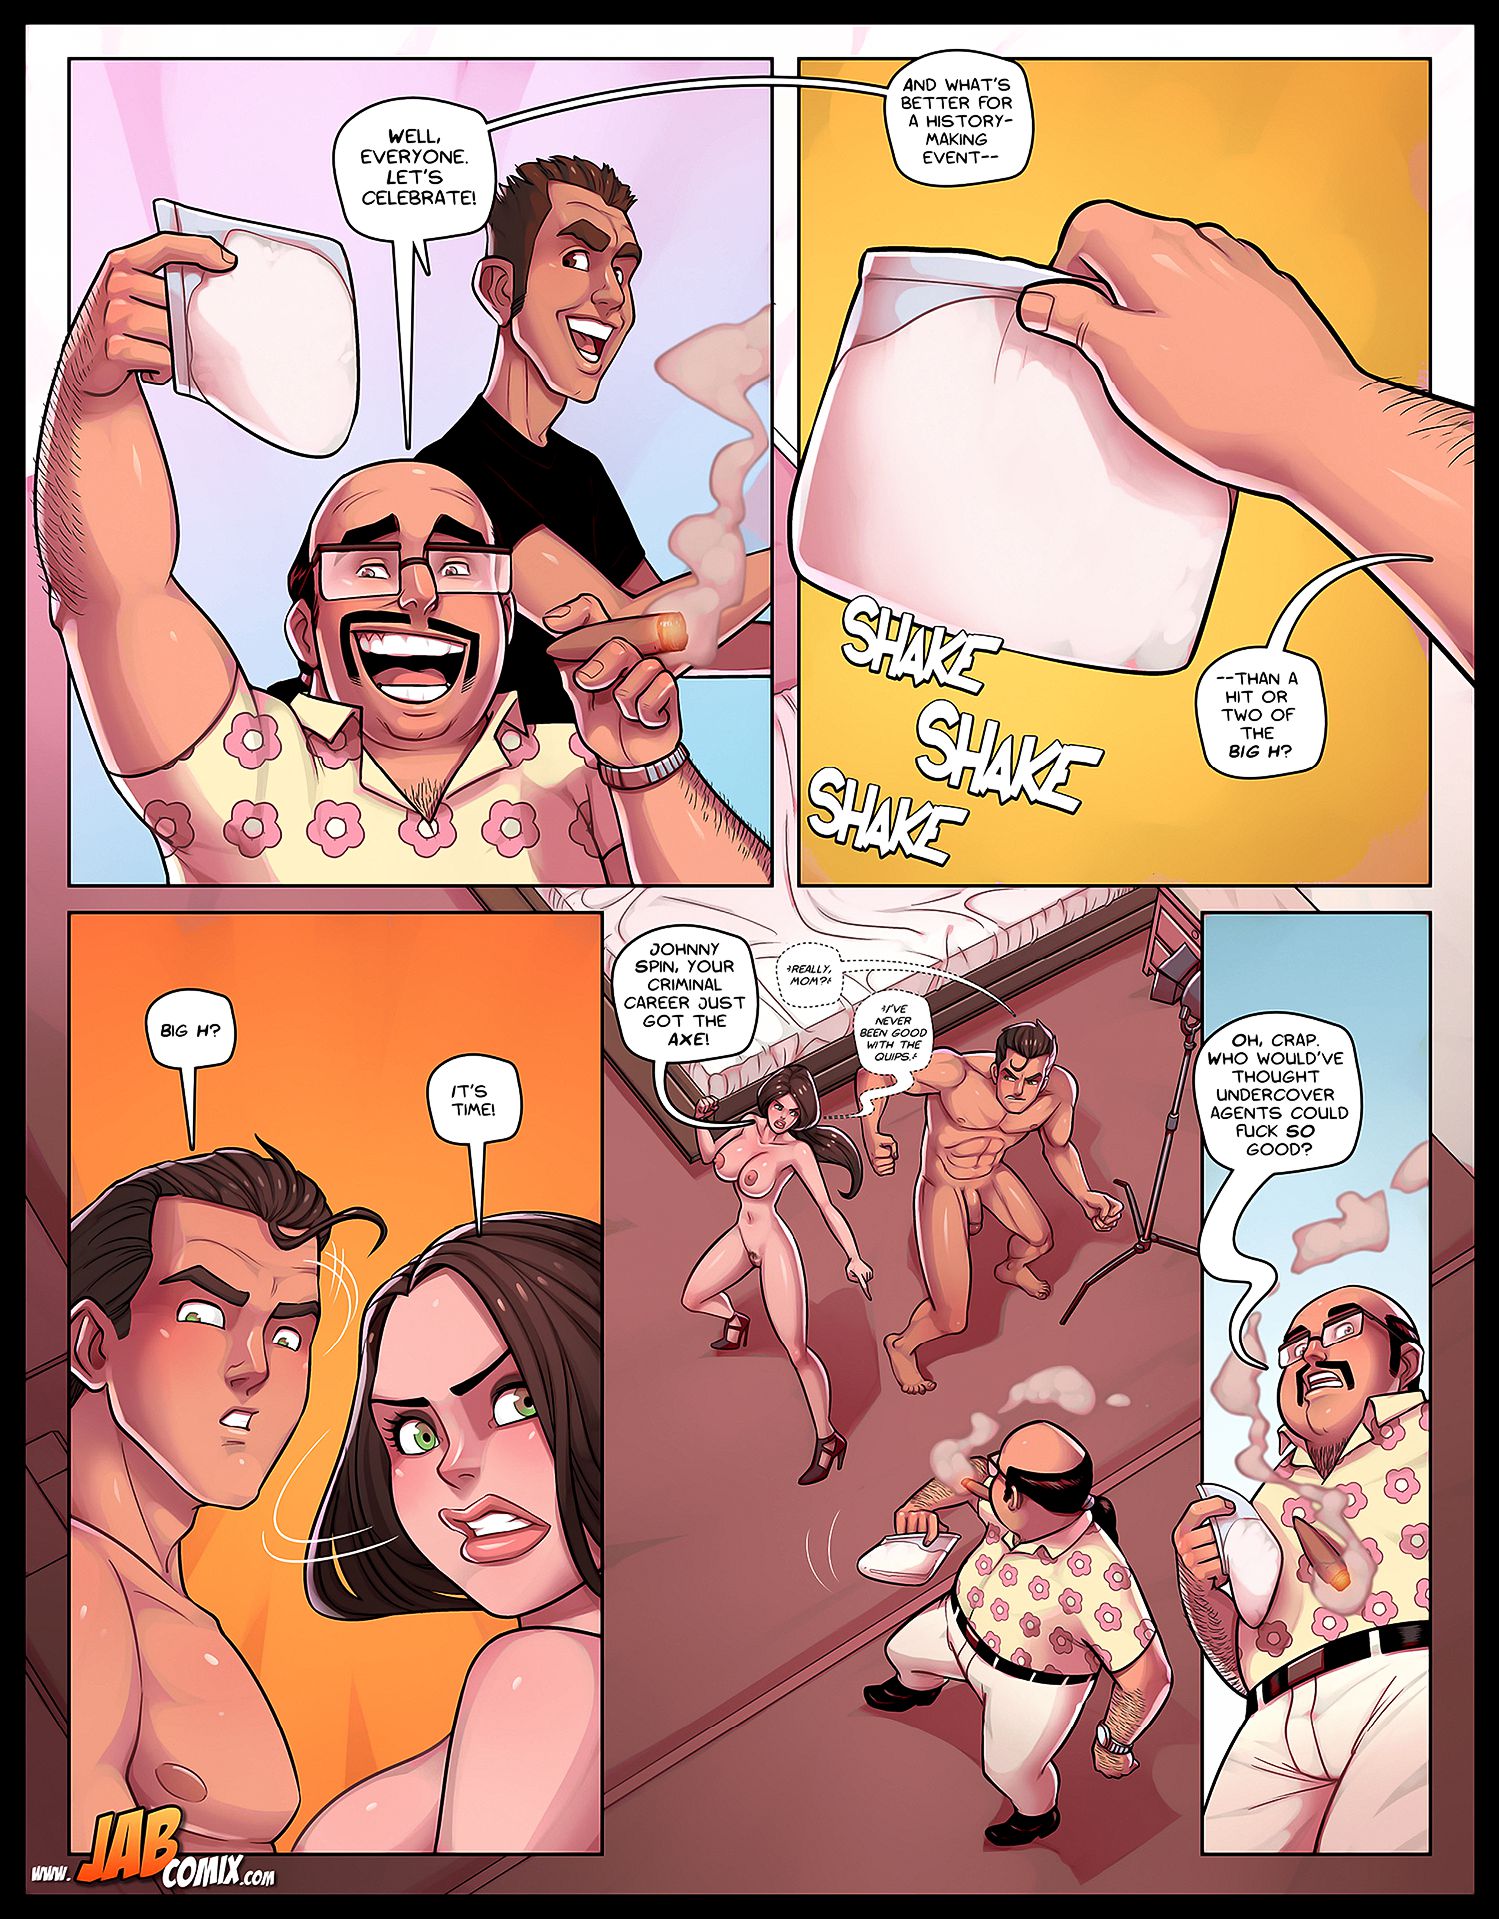 WELL,
EVERYONE.
LET'S
CELEBRATE!
AND WHAT'S
BETTER FOR
A HISTORY-
MAKING
EVENT--
SHAKE
SHAKE
SHAKE
--THAN A
HIT OR
TWO OF
THE
BIG H?
BIG H?
IT'S
TIME!
JOHNNY
SPIN, YOUR
CRIMINAL
CAREER JUST
GOT THE
AXE!
REALLY,
MOM?
I'VE
NEVER
BEEN GOOD
WITH THE
QUIPS.
OH, CRAP.
WHO WOULD'VE
THOUGHT
UNDERCOVER
AGENTS COULD
FUCK SO
GOOD?
www.JABCOMIX.com